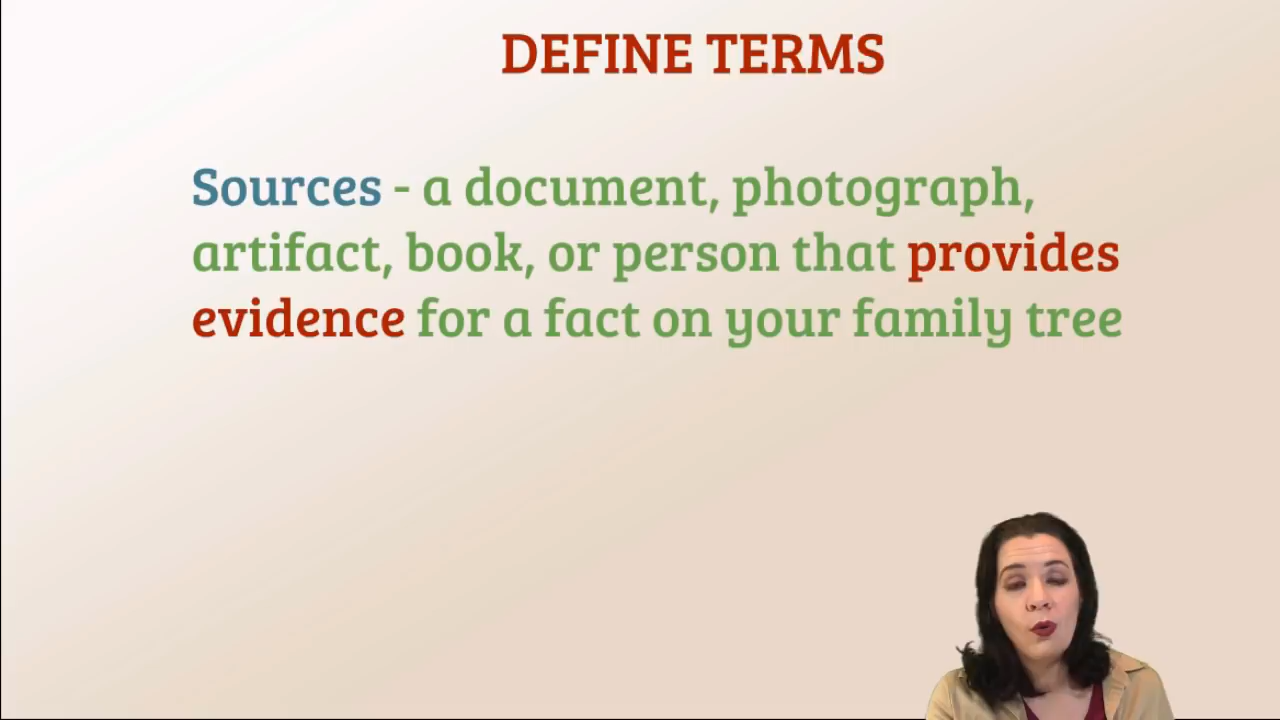 DEFINE TERMS
Sources - a document, photograph,
artifact, book, or person that provides
evidence for a fact on your family tree